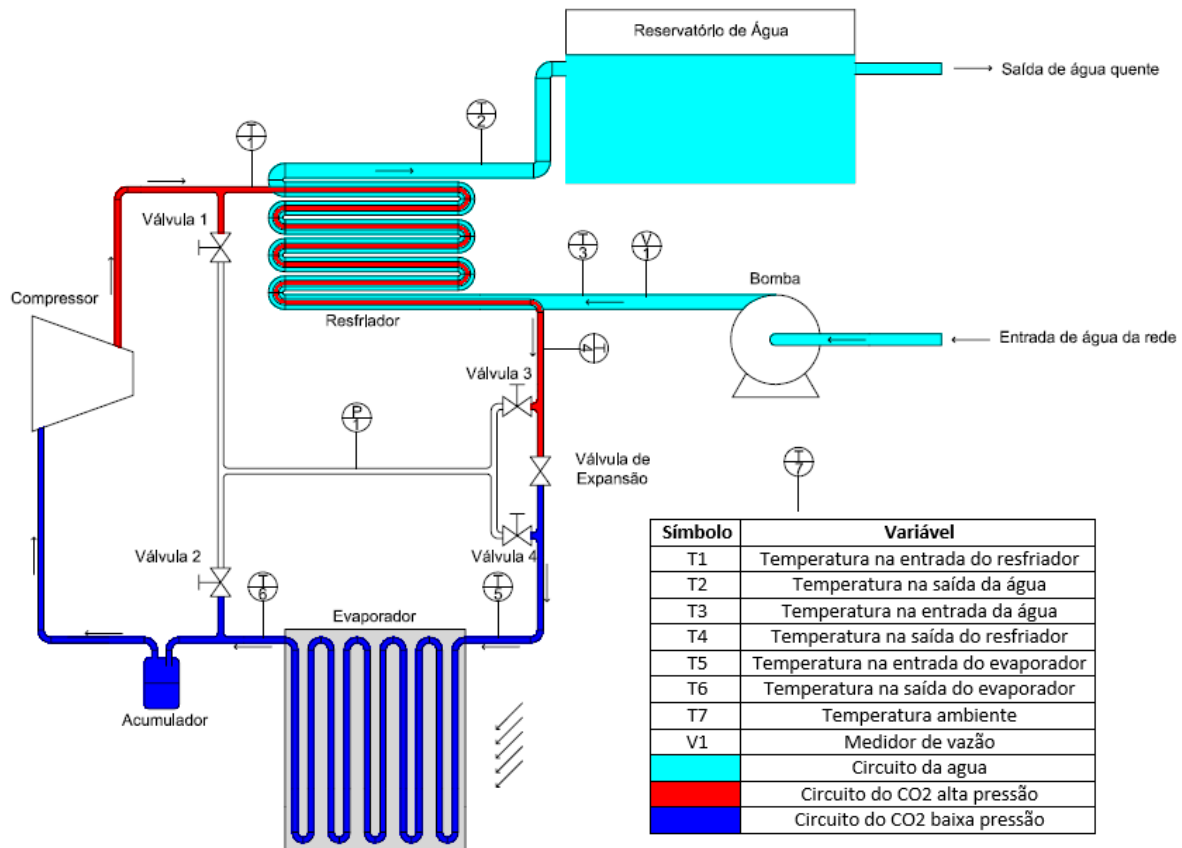 Reservatório de Água
Saída de água quente
T
2
T
1
Válvula 1
T
3
V
1
Bomba
Compressor
Resfriador
Entrada de água da rede
T
4
Válvula 3
P
1
Válvula de
Expansão
T
7
Válvula 2
Válvula 4
T
6
T
5
Evaporador
Acumulador
Símbolo Variável
T1 Temperatura na entrada do resfriador
T2 Temperatura na saída da água
T3 Temperatura na entrada da água
T4 Temperatura na saída do resfriador
T5 Temperatura na entrada do evaporador
T6 Temperatura na saída do evaporador
T7 Temperatura ambiente
V1 Medidor de vazão
Circuito da agua
Circuito do CO2 alta pressão
Circuito do CO2 baixa pressão